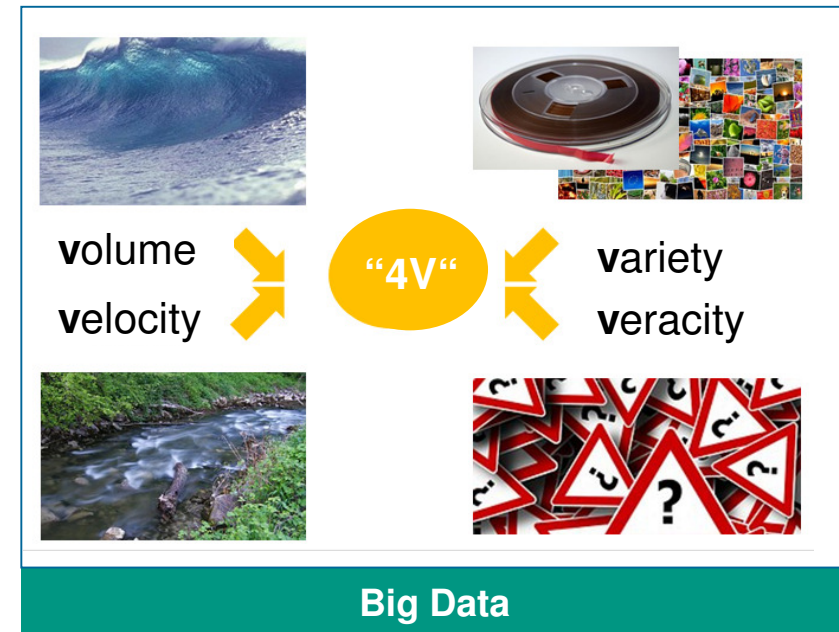 volume
velocity
“4V“
variety
veracity
?
?
?
?
?
?
Big Data